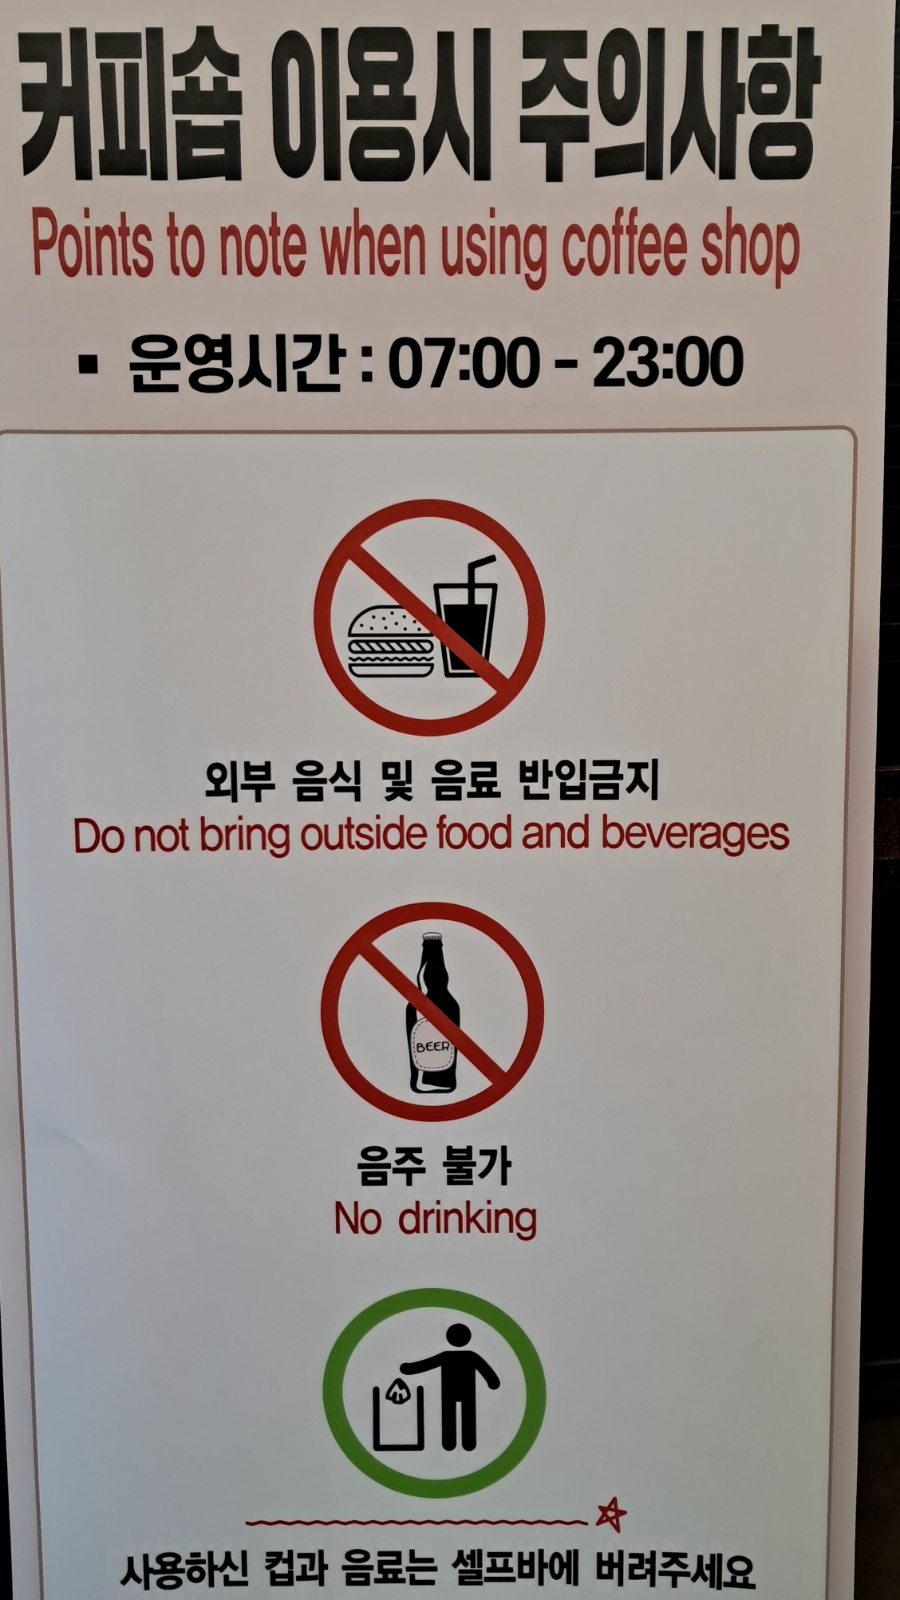 커피숍 이용시 주의사항
Points to note when using coffee shop
▪ 운영시간 : 07:00 - 23:00
외부 음식 및 음료 반입금지
Do not bring outside food and beverages
BEER
음주 불가
No drinking
사용하신 컵과 음료는 셀프바에 버려주세요